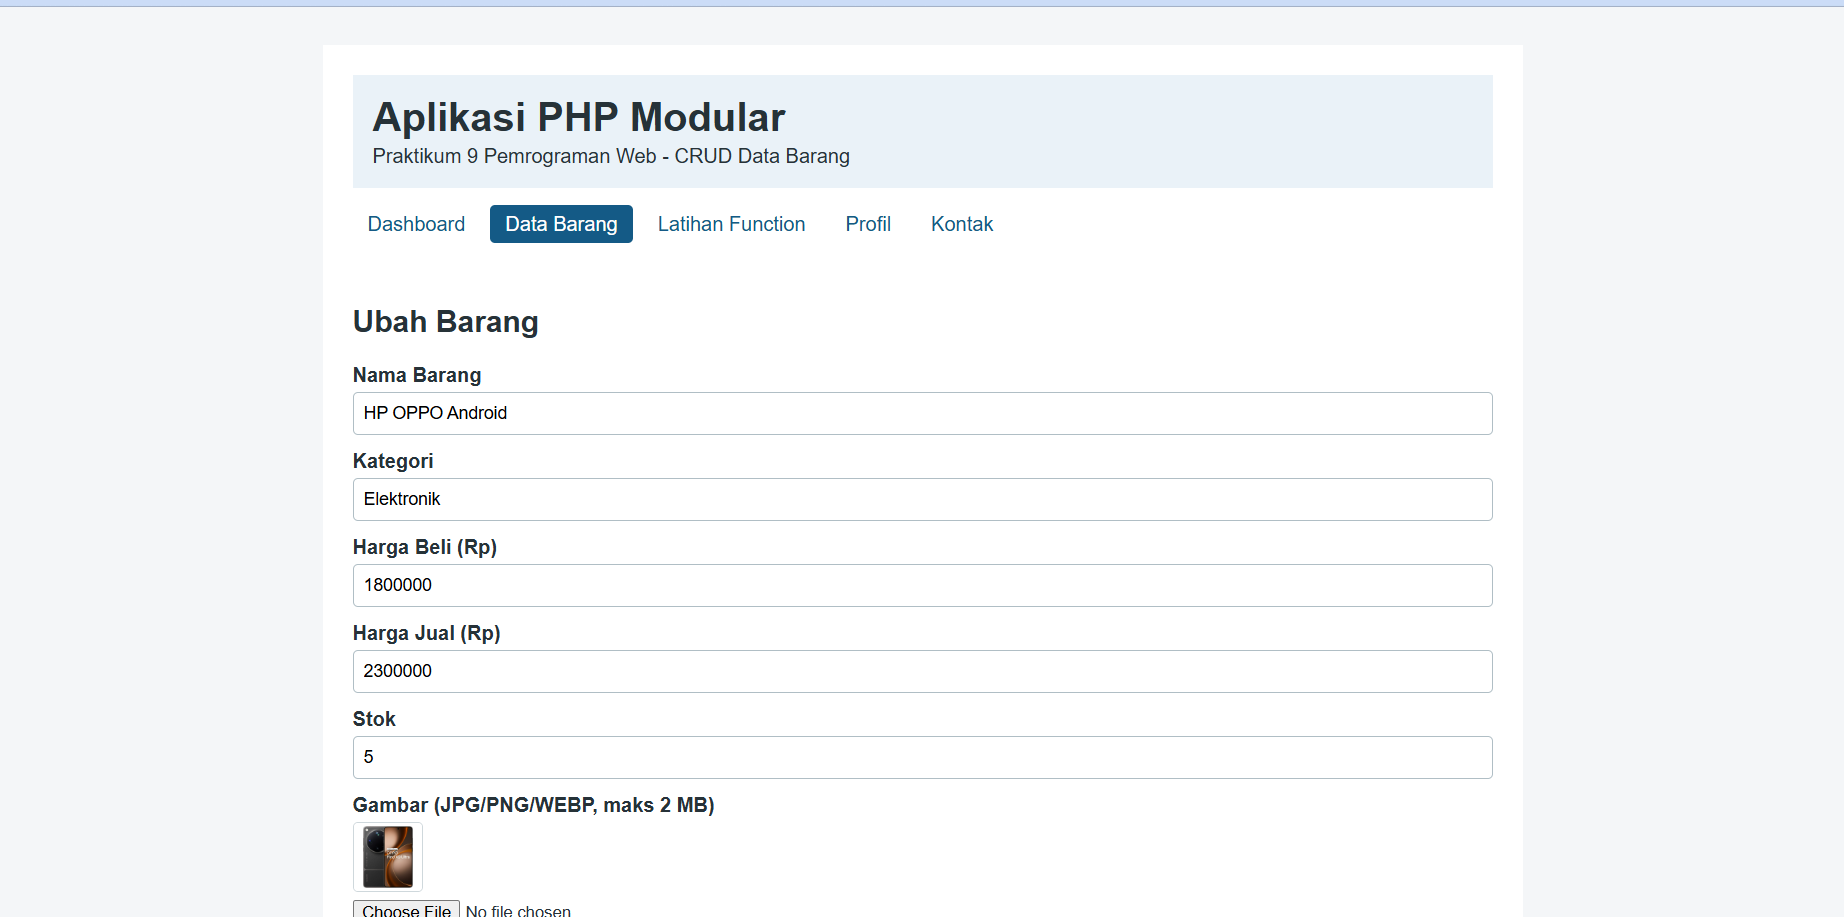 Aplikasi PHP Modular
Praktikum 9 Pemrograman Web - CRUD Data Barang
Dashboard Data Barang Latihan Function Profil Kontak
Ubah Barang
Nama Barang
HP OPPO Android
Kategori
Elektronik
Harga Beli (Rp)
1800000
Harga Jual (Rp)
2300000
Stok
5
Gambar (JPG/PNG/WEBP, maks 2 MB)
Choose File No file chosen